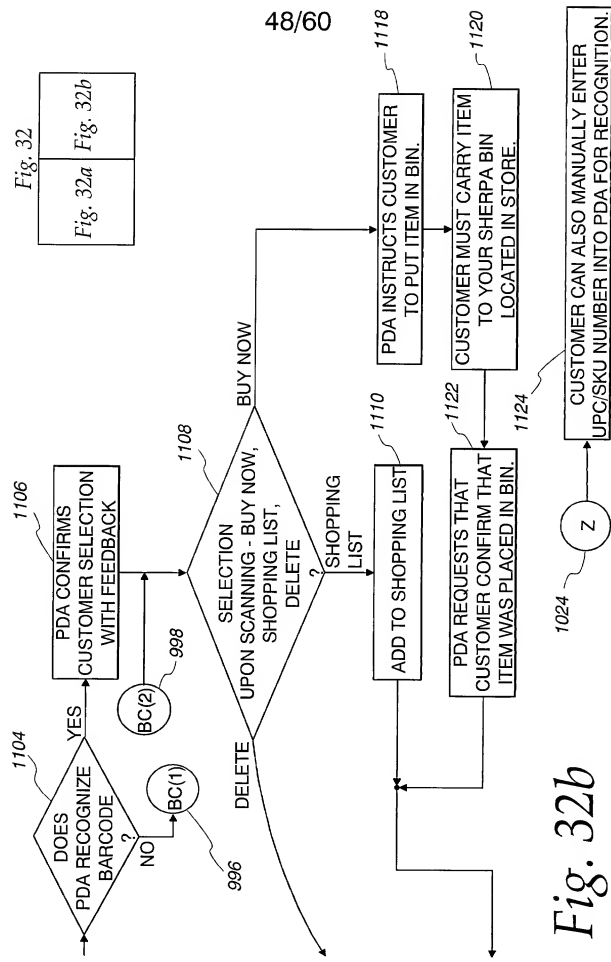 48/60
Fig. 32
Fig. 32a
Fig. 32b
1104
DOES
PDA RECOGNIZE
BARCODE
?
YES
NO
BC(1)
996
1106
PDA CONFIRMS
CUSTOMER SELECTION
WITH FEEDBACK
BC(2)
998
1108
SELECTION
UPON SCANNING - BUY NOW,
SHOPPING LIST,
DELETE
?
DELETE
BUY NOW
SHOPPING
LIST
1110
ADD TO SHOPPING LIST
1118
PDA INSTRUCTS CUSTOMER
TO PUT ITEM IN BIN.
1120
CUSTOMER MUST CARRY ITEM
TO YOUR SHERPA BIN
LOCATED IN STORE.
1122
PDA REQUESTS THAT
CUSTOMER CONFIRM THAT
ITEM WAS PLACED IN BIN.
1124
Z
1024
CUSTOMER CAN ALSO MANUALLY ENTER
UPC/SKU NUMBER INTO PDA FOR RECOGNITION.
Fig. 32b